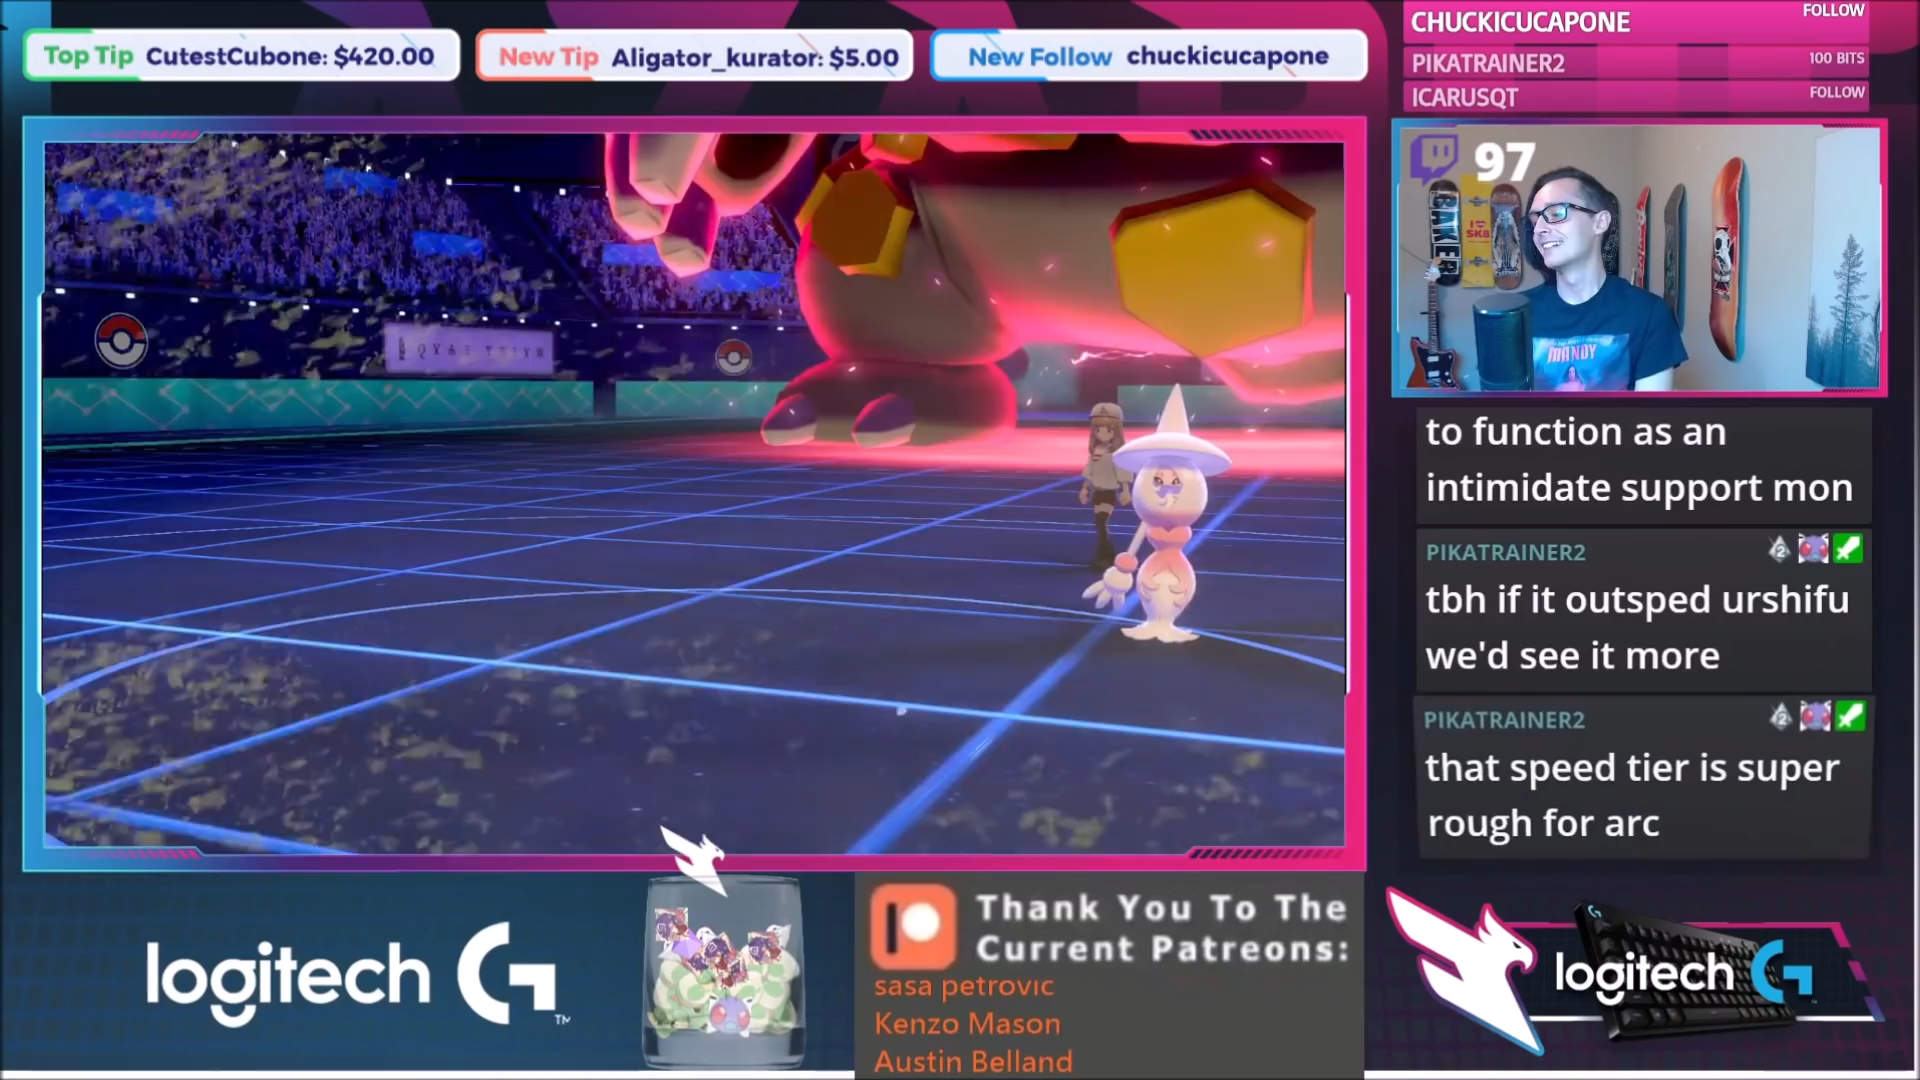 Top Tip CutestCubone: $420.00
New Tip Aligator_kurator: $5.00
New Follow chuckicucapone
CHUCKICUCAPONE FOLLOW
PIKATRAINER2 100 BITS
ICARUSQT FOLLOW
97
I ♥
SK8
MANDY
to function as an
intimidate support mon
PIKATRAINER2
tbh if it outsped urshifu
we'd see it more
PIKATRAINER2
that speed tier is super
rough for arc
logitech G ™
Thank You To The
Current Patreons:
sasa petrovic
Kenzo Mason
Austin Belland
logitech G